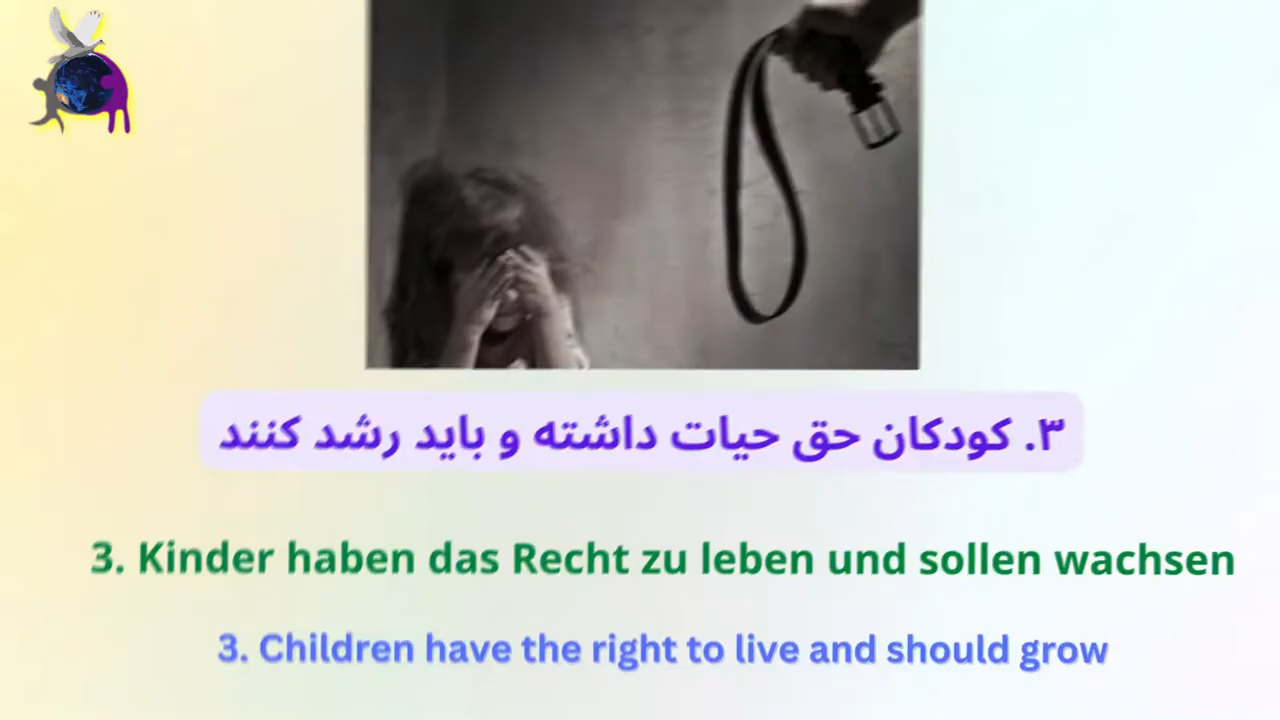 ۳. کودکان حق حیات داشته و باید رشد کنند
3. Kinder haben das Recht zu leben und sollen wachsen
3. Children have the right to live and should grow